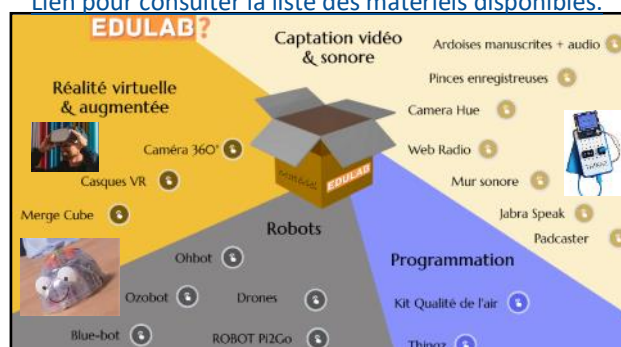 Lien pour consulter la liste des matériels disponibles.
EDULAB?
Captation vidéo
& sonore
Ardoises manuscrites + audio
Pinces enregistreuses
Camera Hue
Web Radio
Mur sonore
Jabra Speak
Padcaster
Réalité virtuelle
& augmentée
Caméra 360°
Casques VR
Merge Cube
EDULAB
Robots
Ohbot
Ozobot
Drones
Blue-bot
ROBOT Pi2Go
Programmation
Kit Qualité de l'air
Thingz